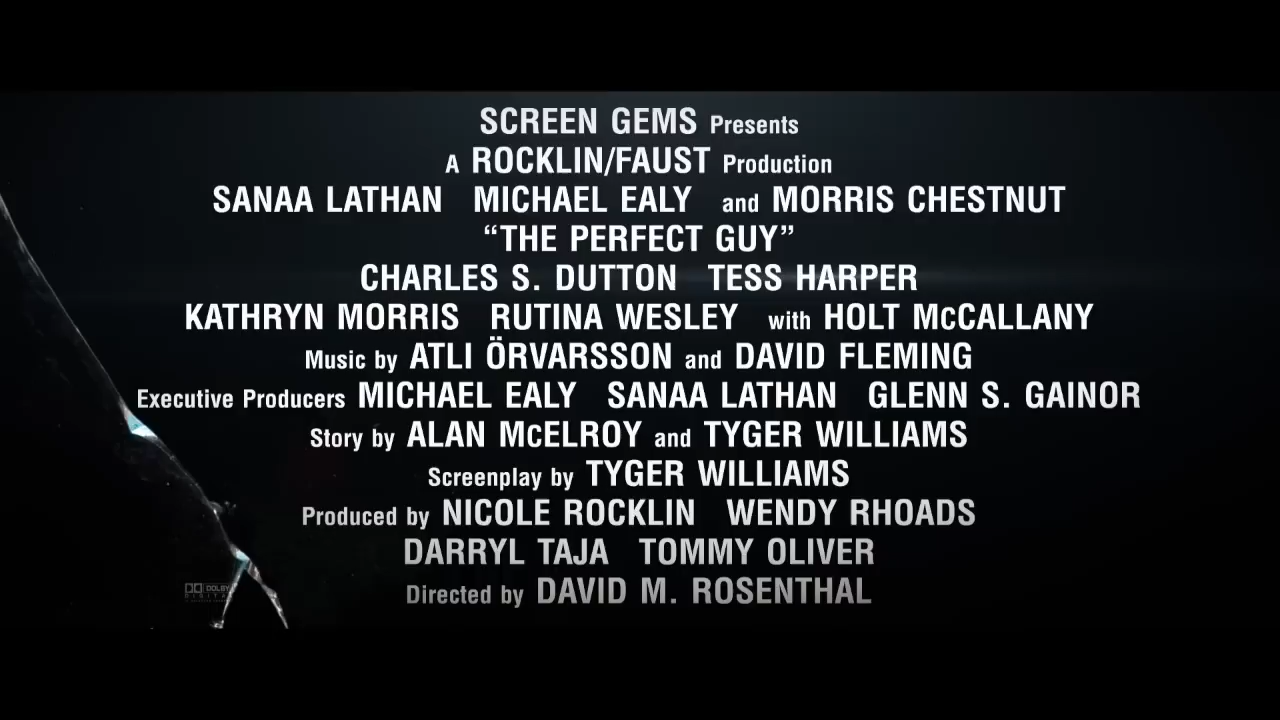 SCREEN GEMS Presents
A ROCKLIN/FAUST Production
SANAA LATHAN MICHAEL EALY and MORRIS CHESTNUT
“THE PERFECT GUY”
CHARLES S. DUTTON TESS HARPER
KATHRYN MORRIS RUTINA WESLEY with HOLT McCALLANY
Music by ATLI ÖRVARSSON and DAVID FLEMING
Executive Producers MICHAEL EALY SANAA LATHAN GLENN S. GAINOR
Story by ALAN McELROY and TYGER WILLIAMS
Screenplay by TYGER WILLIAMS
Produced by NICOLE ROCKLIN WENDY RHOADS
DARRYL TAJA TOMMY OLIVER
Directed by DAVID M. ROSENTHAL
DOLBY
DIGITAL